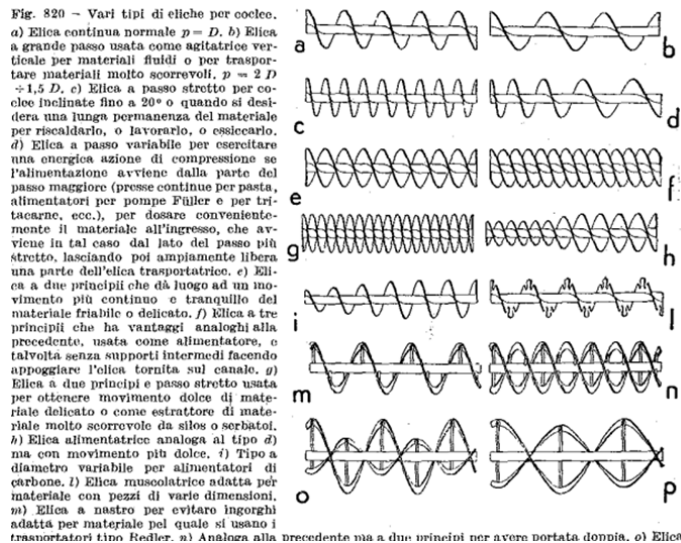 Fig. 820 – Vari tipi di eliche per coclee.
a) Elica continua normale p = D. b) Elica
a grande passo usata come agitatrice ver-
ticale per materiali fluidi o per traspor-
tare materiali molto scorrevoli. p = 2 D
÷1,5 D. c) Elica a passo stretto per co-
clee inclinate fino a 20° o quando si desi-
dera una lunga permanenza del materiale
per riscaldarlo, o lavorarlo, o essiccarlo.
d) Elica a passo variabile per esercitare
una energica azione di compressione se
l'alimentazione avviene dalla parte del
passo maggiore (presse continue per pasta,
alimentatori per pompe Füller e per tri-
tacarne, ecc.), per dosare conveniente-
mente il materiale all'ingresso, che av-
viene in tal caso dal lato del passo più
stretto, lasciando poi ampiamente libera
una parte dell'elica trasportatrice. e) Eli-
ca a due principii che dà luogo ad un mo-
vimento più continuo e tranquillo del
materiale friabile o delicato. f) Elica a tre
principii che ha vantaggi analoghi alla
precedente, usata come alimentatore, e
talvolta senza supporti intermedi facendo
appoggiare l'elica tornita sul canale. g)
Elica a due principi e passo stretto usata
per ottenere movimento dolce di mate-
riale delicato o come estrattore di mate-
riale molto scorrevole da silos o serbatoi.
h) Elica alimentatrice analoga al tipo d)
ma con movimento più dolce. i) Tipo a
diametro variabile per alimentatori di
carbone. l) Elica muscolatrice adatta per
materiale con pezzi di varie dimensioni.
m) Elica a nastro per evitare ingorghi
adatta per materiale pel quale si usano i
trasportatori tipo Redler. n) Analoga alla precedente ma a due principi per avere portata doppia. o) Elica
a
b
c
d
e
f
g
h
i
l
m
n
o
p